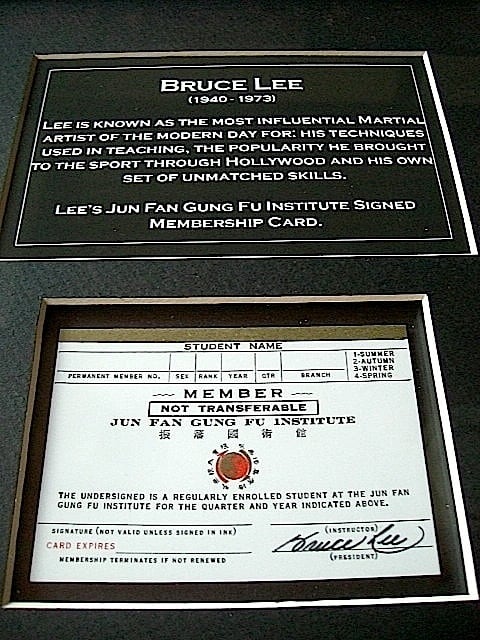 BRUCE LEE
(1940 - 1973)
LEE IS KNOWN AS THE MOST INFLUENTIAL MARTIAL
ARTIST OF THE MODERN DAY FOR: HIS TECHNIQUES
USED IN TEACHING, THE POPULARITY HE BROUGHT
TO THE SPORT THROUGH HOLLYWOOD AND HIS OWN
SET OF UNMATCHED SKILLS.
LEE'S JUN FAN GUNG FU INSTITUTE SIGNED
MEMBERSHIP CARD.
STUDENT NAME
PERMANENT MEMBER NO. SEX RANK YEAR QTR BRANCH
1-SUMMER
2-AUTUMN
3-WINTER
4-SPRING
MEMBER
NOT TRANSFERABLE
JUN FAN GUNG FU INSTITUTE
振藩國術館
THE UNDERSIGNED IS A REGULARLY ENROLLED STUDENT AT THE JUN FAN
GUNG FU INSTITUTE FOR THE QUARTER AND YEAR INDICATED ABOVE.
SIGNATURE (NOT VALID UNLESS SIGNED IN INK)
CARD EXPIRES
MEMBERSHIP TERMINATES IF NOT RENEWED
(INSTRUCTOR)
Bruce Lee
(PRESIDENT)